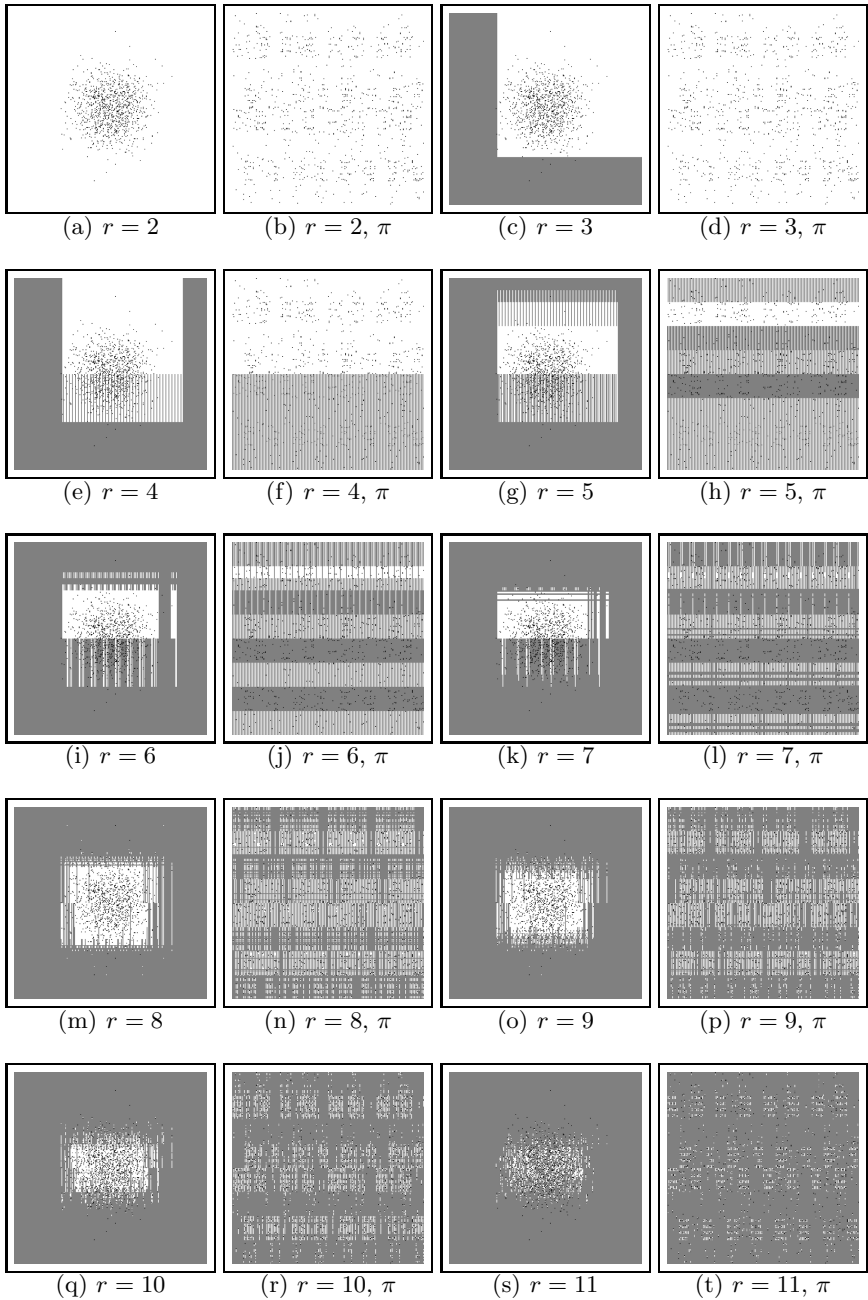 (a) r = 2
(b) r = 2, π
(c) r = 3
(d) r = 3, π
(e) r = 4
(f) r = 4, π
(g) r = 5
(h) r = 5, π
(i) r = 6
(j) r = 6, π
(k) r = 7
(l) r = 7, π
(m) r = 8
(n) r = 8, π
(o) r = 9
(p) r = 9, π
(q) r = 10
(r) r = 10, π
(s) r = 11
(t) r = 11, π